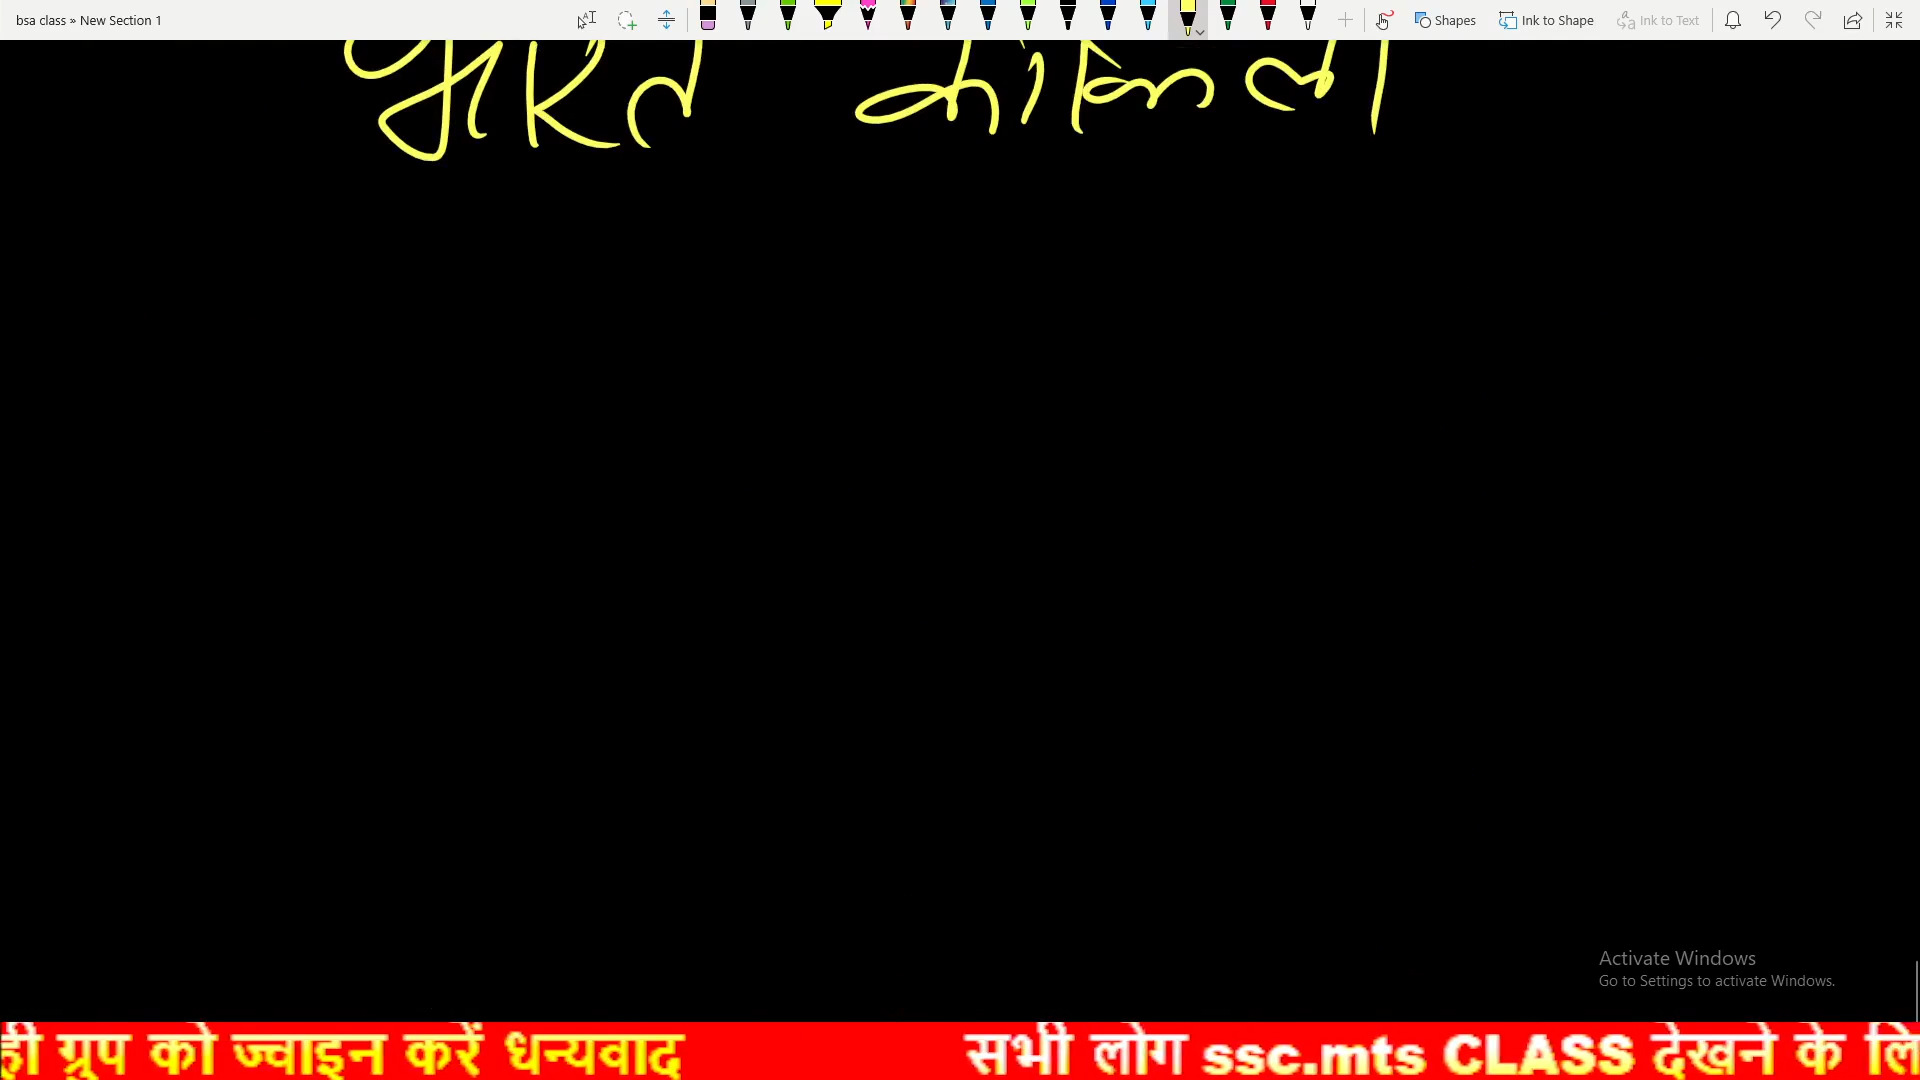 bsa class » New Section 1
Shapes
Ink to Shape
Ink to Text
भारत कोकिला
Activate Windows
Go to Settings to activate Windows.
ही ग्रुप को ज्वाइन करें धन्यवाद सभी लोग ssc.mts CLASS देखने के लि